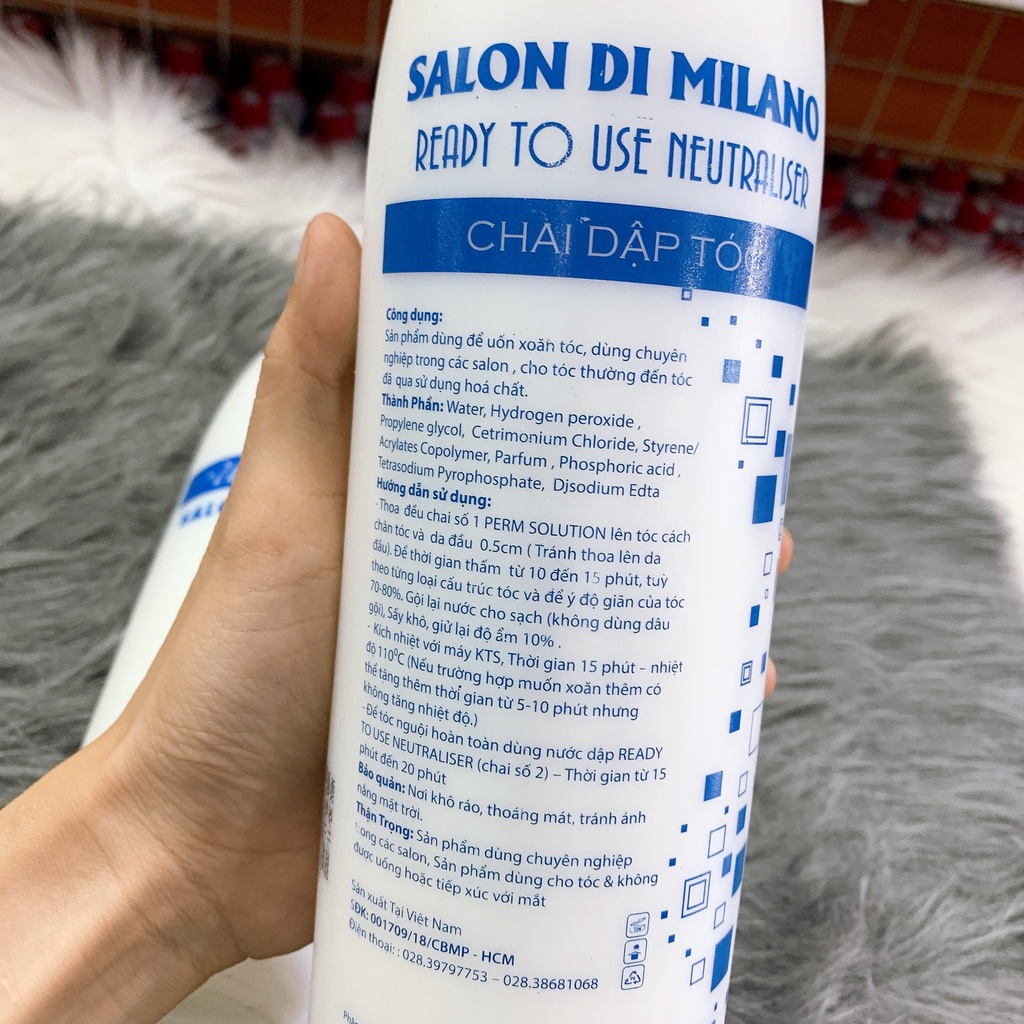 SALON DI MILANO
READY TO USE NEUTRALISER
CHAI DẬP TÓC
Công dụng:
Sản phẩm dùng để uốn xoăn tóc, dùng chuyên
nghiệp trong các salon , cho tóc thường đến tóc
đã qua sử dụng hoá chất.
Thành Phần: Water, Hydrogen peroxide ,
Propylene glycol, Cetrimonium Chloride, Styrene/
Acrylates Copolymer, Parfum , Phosphoric acid ,
Tetrasodium Pyrophosphate, Djsodium Edta
Hướng dẫn sử dụng:
- Thoa đều chai số 1 PERM SOLUTION lên tóc cách
chân tóc và da đầu 0.5cm ( Tránh thoa lên da
đầu). Để thời gian thấm từ 10 đến 15 phút, tuỳ
theo từng loại cấu trúc tóc và để ý độ giãn của tóc
70-80%. Gội lại nước cho sạch (không dùng dầu
gội), Sấy khô, giử lại độ ẩm 10% .
- Kích nhiệt với máy KTS, Thời gian 15 phút – nhiệt
độ 110⁰C (Nếu trường hợp muốn xoăn thêm có
thể tăng thêm thời gian từ 5-10 phút nhưng
không tăng nhiệt độ.)
- Để tóc nguội hoàn toàn dùng nước dập READY
TO USE NEUTRALISER (chai số 2) – Thời gian từ 15
phút đến 20 phút
Bảo quản: Nơi khô ráo, thoáng mát, tránh ánh
nắng mặt trời.
Thận Trọng: Sản phẩm dùng chuyên nghiệp
trong các salon, Sản phẩm dùng cho tóc & không
được uống hoặc tiếp xúc với mắt
Sản xuất Tại Việt Nam
SĐK: 001709/18/CBMP - HCM
Điện thoại: : 028.39797753 – 028.38681068